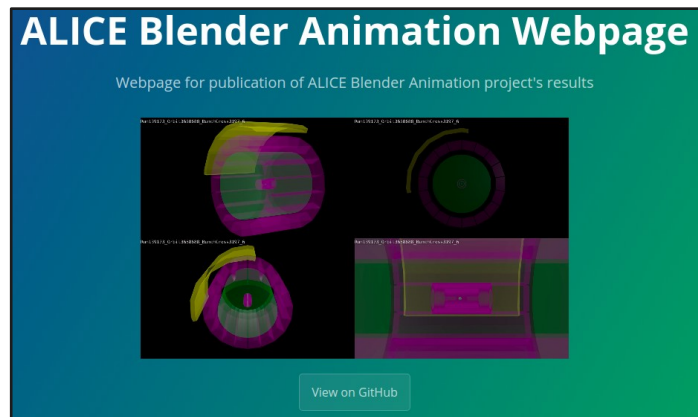 ALICE Blender Animation Webpage
Webpage for publication of ALICE Blender Animation project's results
View on GitHub